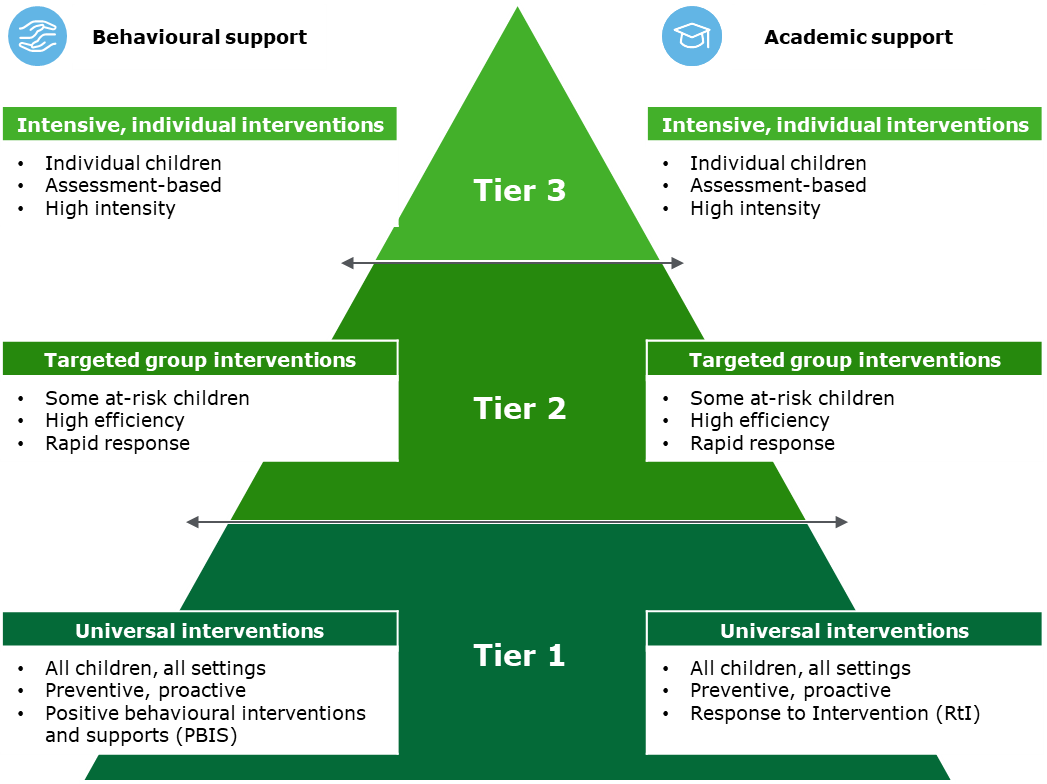 Behavioural support
Academic support
Intensive, individual interventions
• Individual children
• Assessment-based
• High intensity
Tier 3
Intensive, individual interventions
• Individual children
• Assessment-based
• High intensity
Targeted group interventions
• Some at-risk children
• High efficiency
• Rapid response
Tier 2
Targeted group interventions
• Some at-risk children
• High efficiency
• Rapid response
Universal interventions
• All children, all settings
• Preventive, proactive
• Positive behavioural interventions
and supports (PBIS)
Tier 1
Universal interventions
• All children, all settings
• Preventive, proactive
• Response to Intervention (RtI)